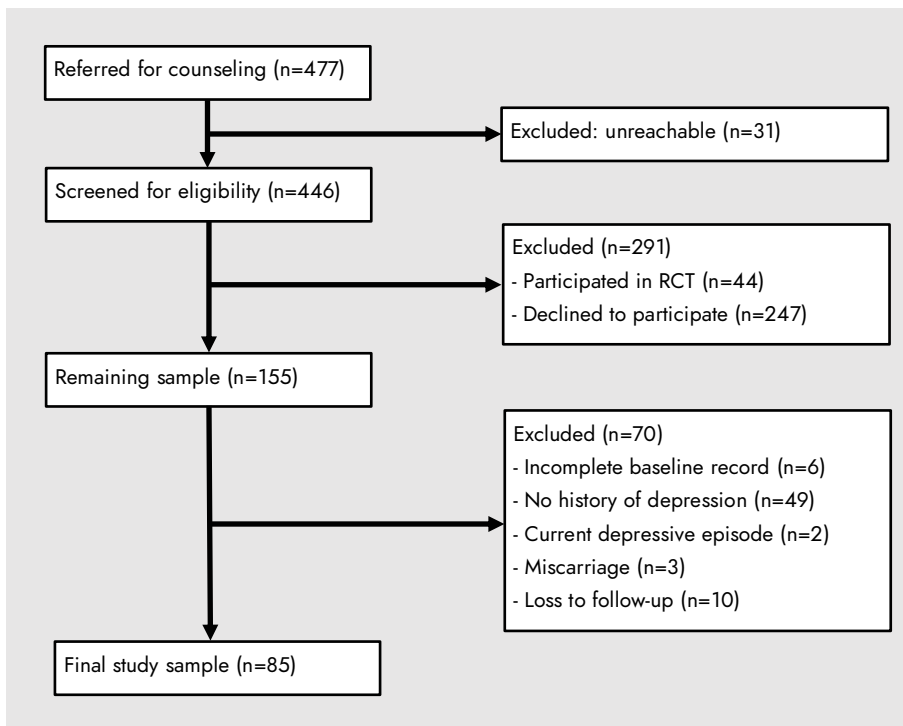 Referred for counseling (n=477)
Excluded: unreachable (n=31)
Screened for eligibility (n=446)
Excluded (n=291)
- Participated in RCT (n=44)
- Declined to participate (n=247)
Remaining sample (n=155)
Excluded (n=70)
- Incomplete baseline record (n=6)
- No history of depression (n=49)
- Current depressive episode (n=2)
- Miscarriage (n=3)
- Loss to follow-up (n=10)
Final study sample (n=85)